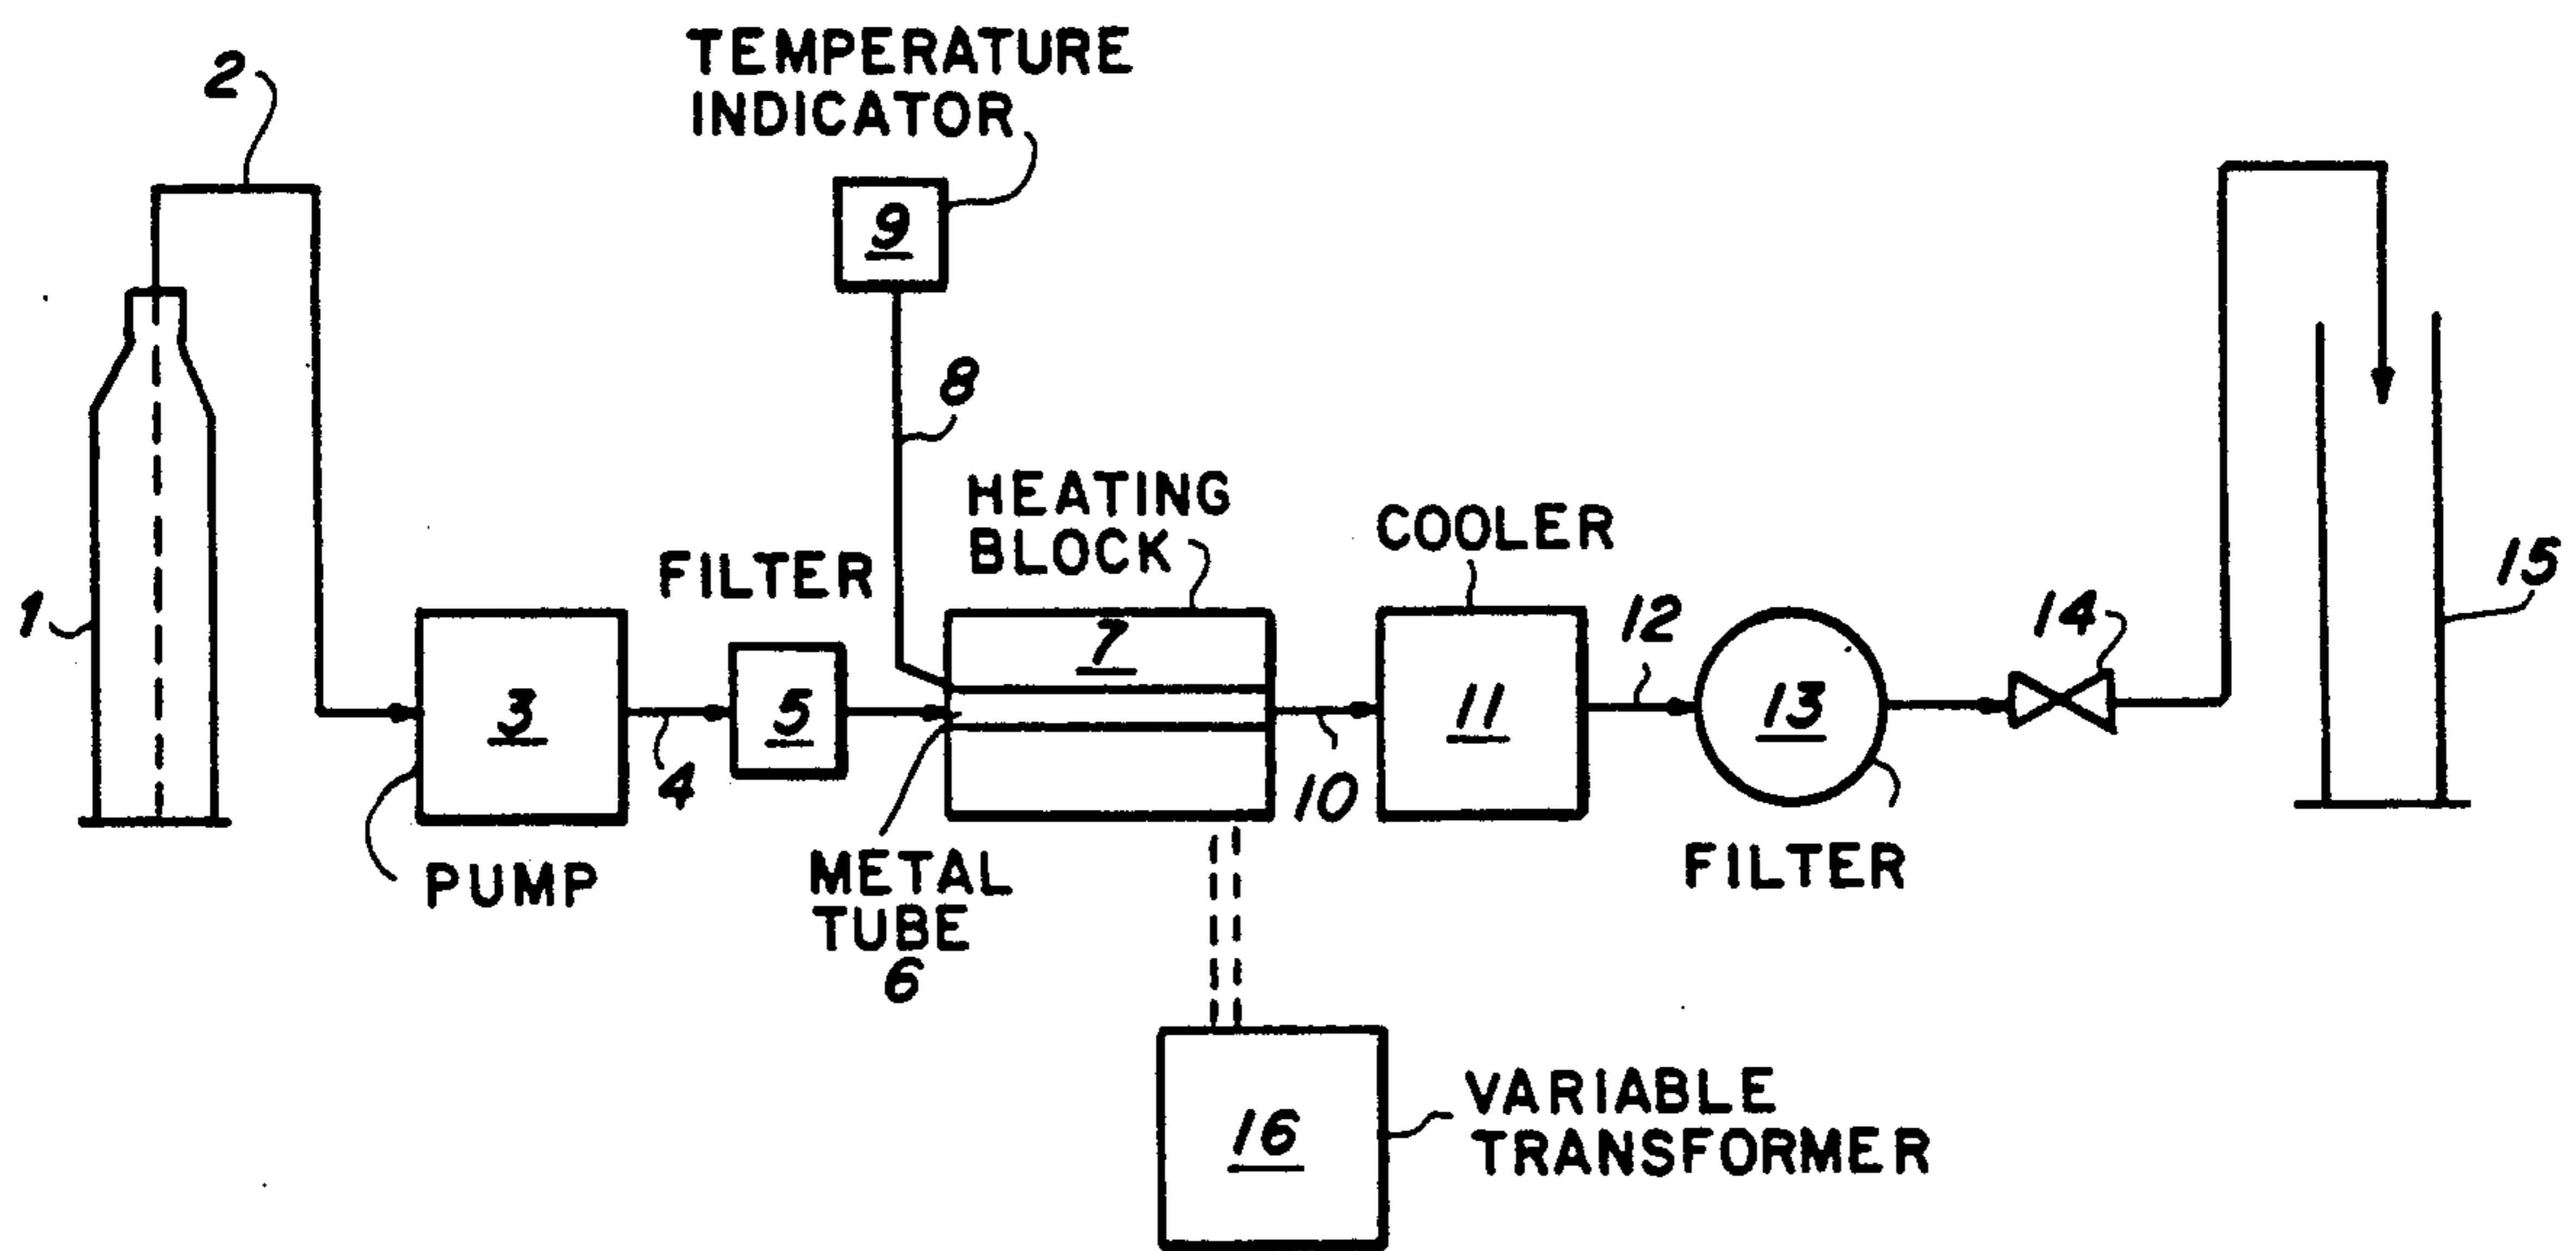 2
TEMPERATURE
INDICATOR
9
8
HEATING
BLOCK
COOLER
FILTER
1
3
4
5
7
10
11
12
13
14
15
PUMP
METAL
TUBE
6
FILTER
16
VARIABLE
TRANSFORMER